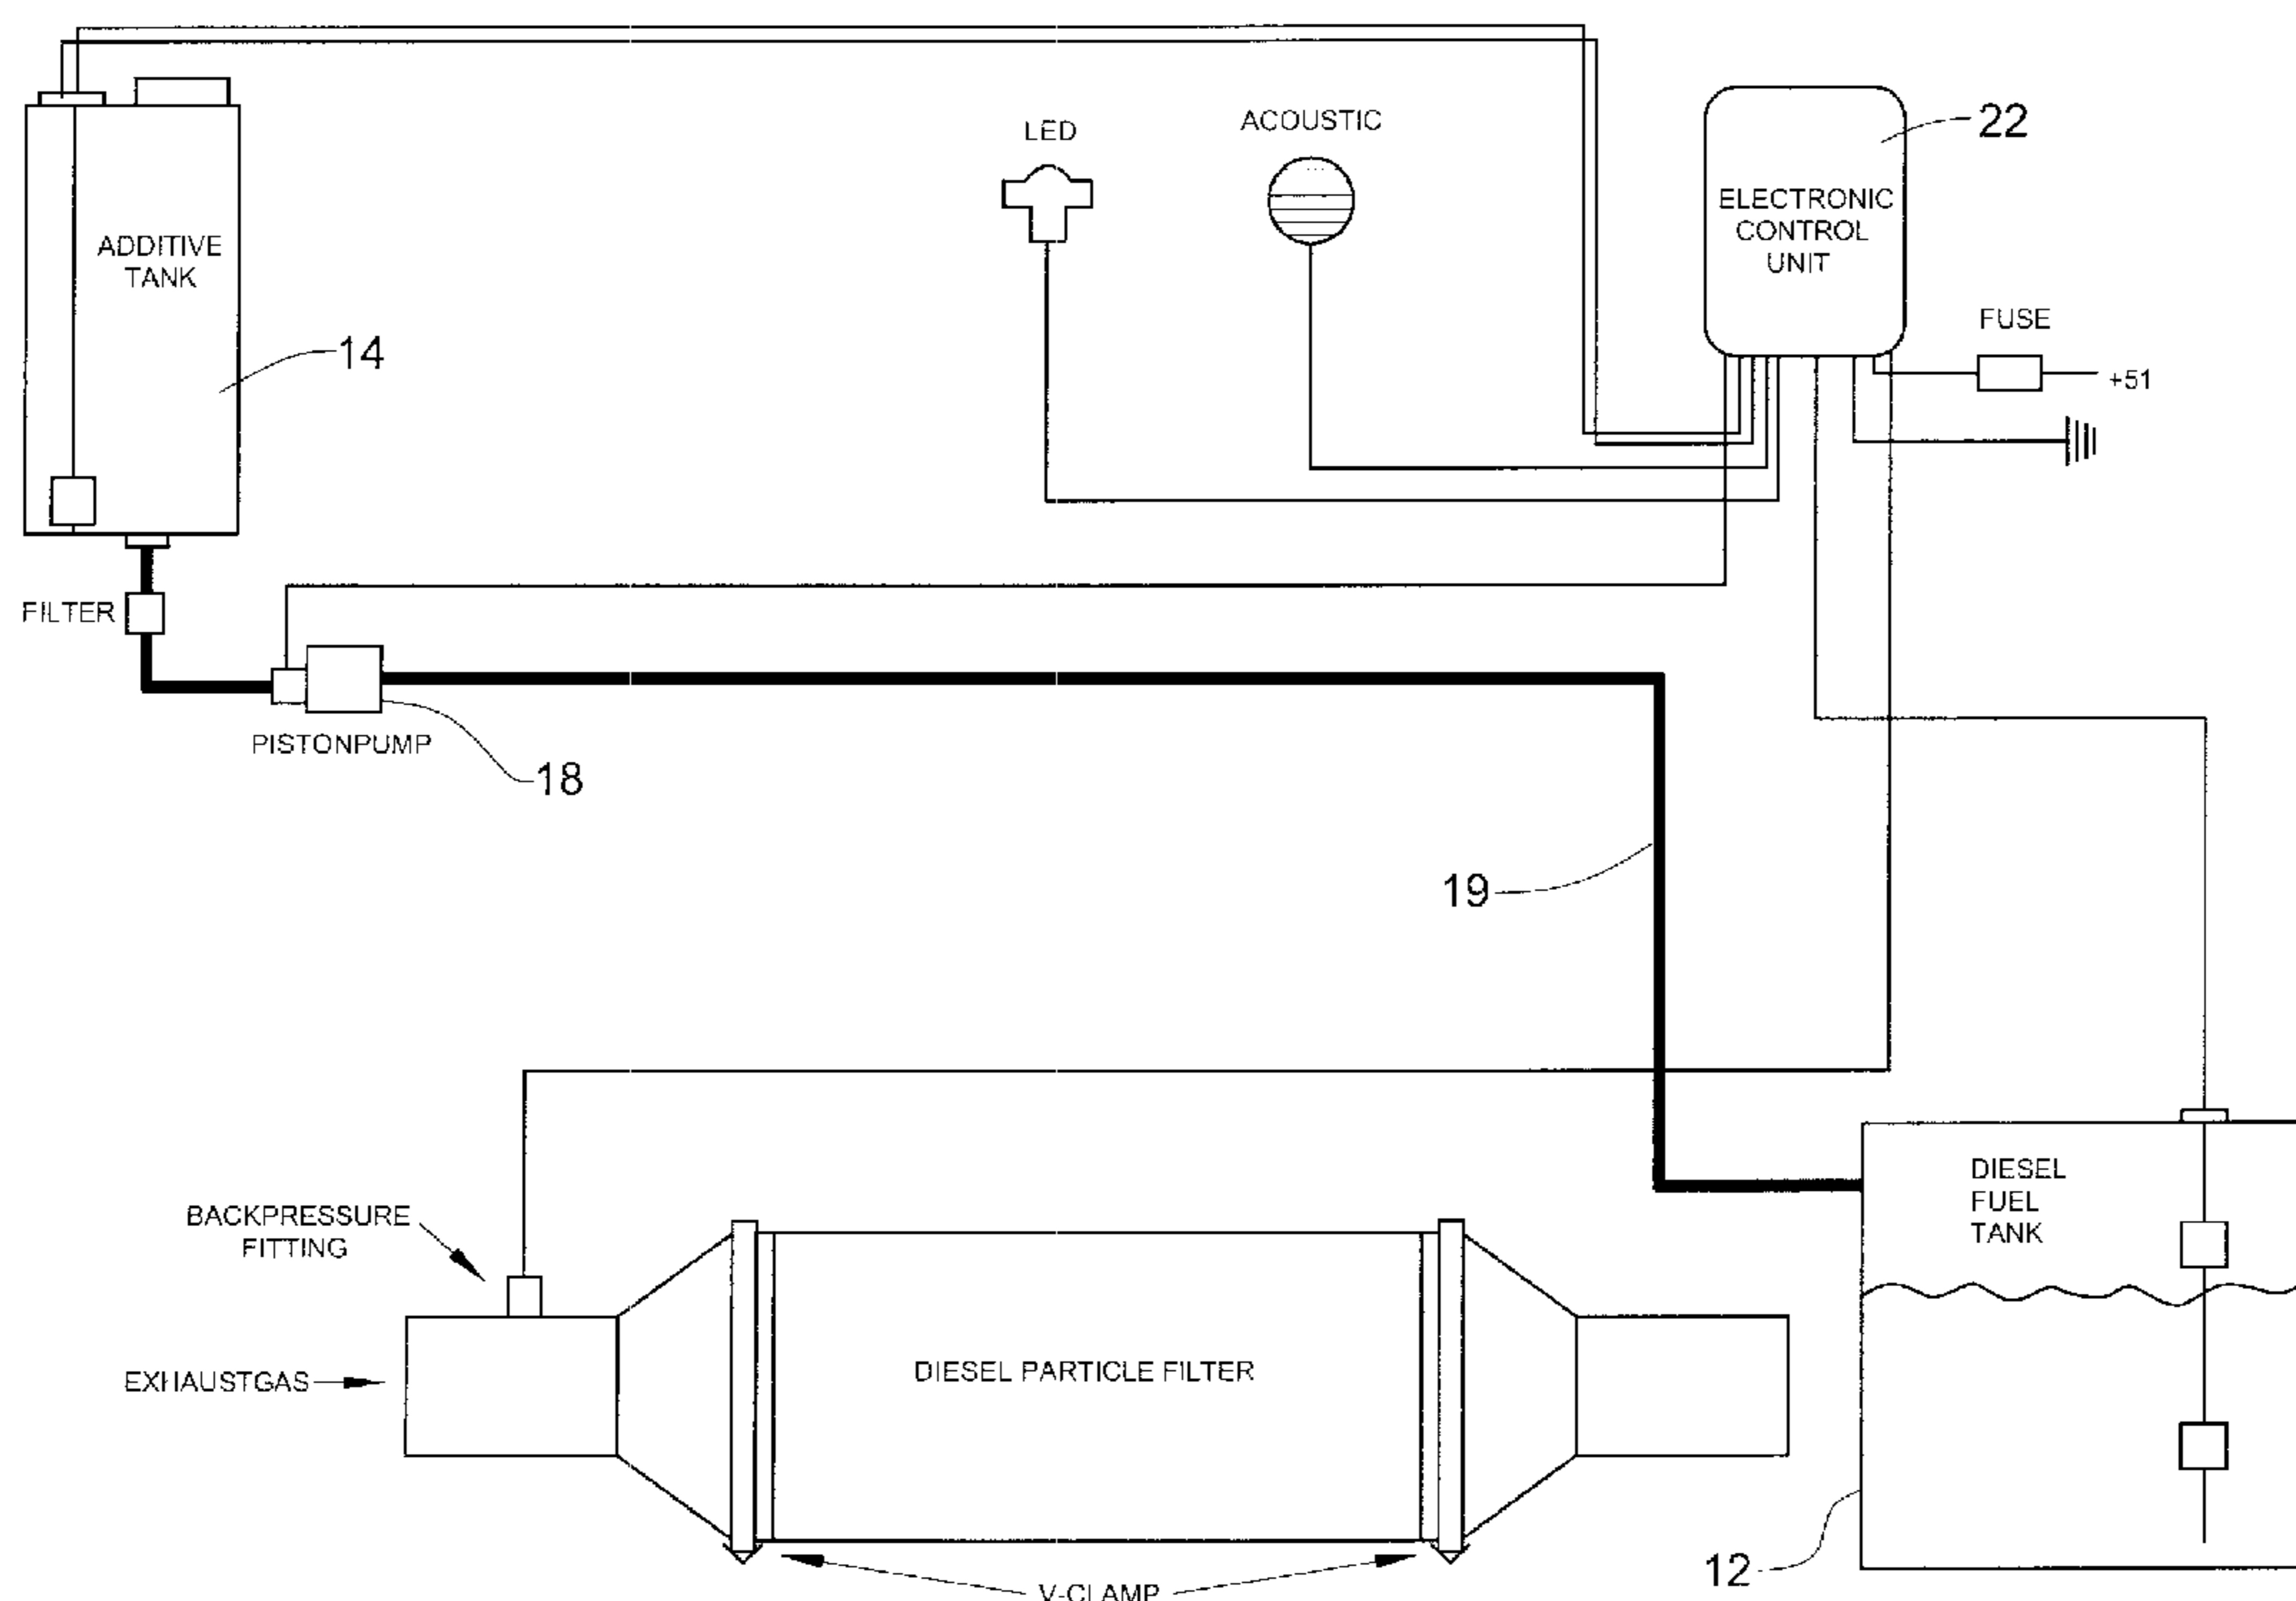 LED
ACOUSTIC
22
ELECTRONIC
CONTROL
UNIT
ADDITIVE
TANK
FUSE
14
+51
FILTER
PISTONPUMP
18
19
DIESEL
FUEL
TANK
BACKPRESSURE
FITTING
DIESEL PARTICLE FILTER
EXHAUSTGAS
12
V-CLAMP